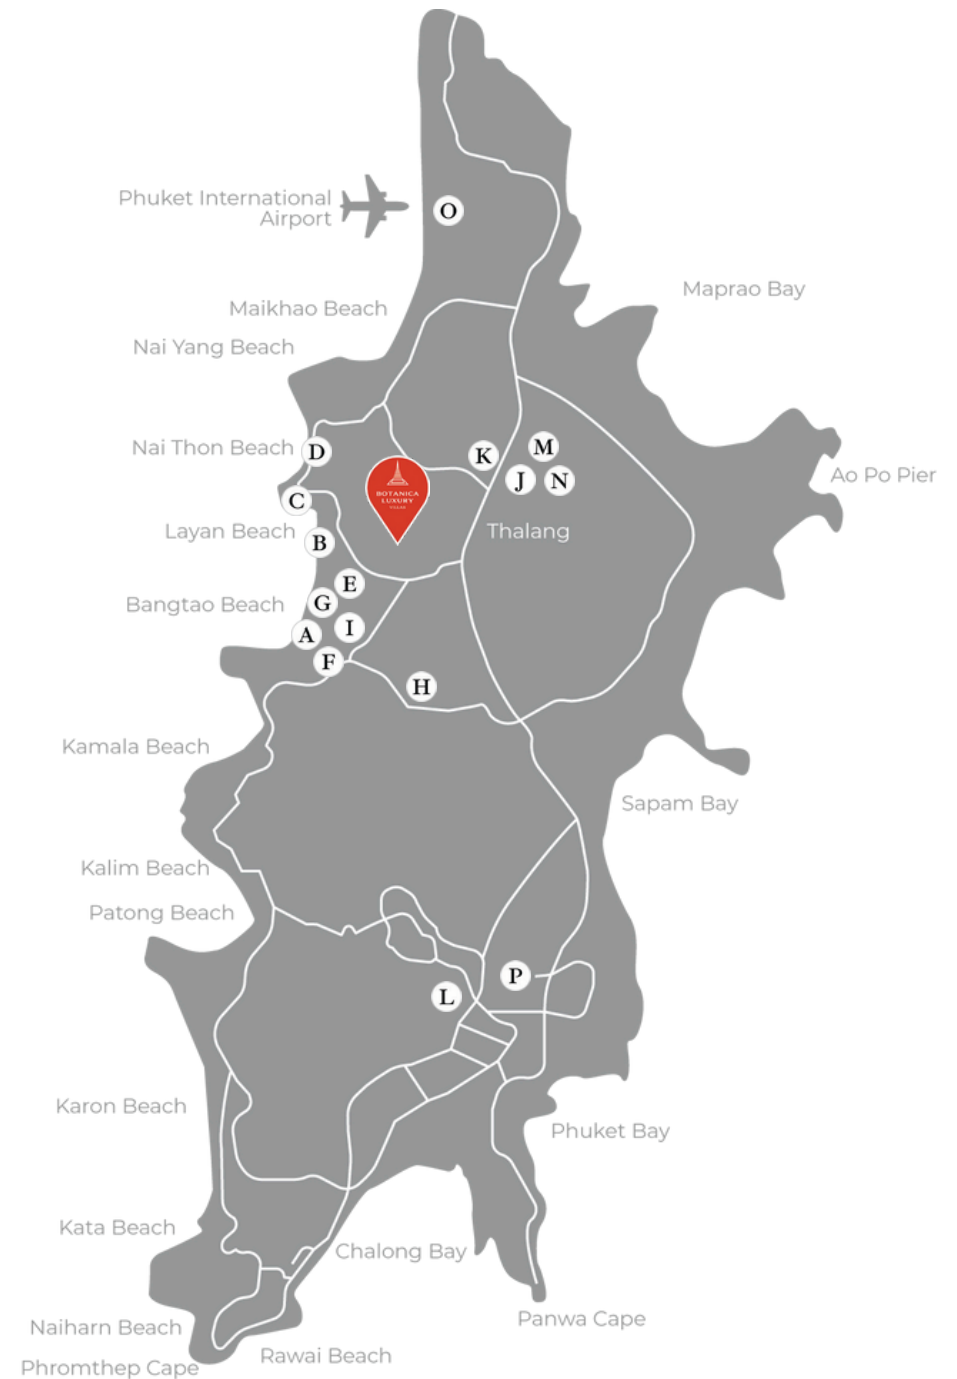 Phuket International
Airport
O
Maprao Bay
Maikhao Beach
Nai Yang Beach
Nai Thon Beach
D
K
M
J
N
Ao Po Pier
BOTANICA
LUXURY
C
Layan Beach
B
Thalang
E
Bangtao Beach
G
A
I
F
H
Kamala Beach
Sapam Bay
Kalim Beach
Patong Beach
P
L
Karon Beach
Phuket Bay
Kata Beach
Chalong Bay
Panwa Cape
Naiharn Beach
Rawai Beach
Phromthep Cape